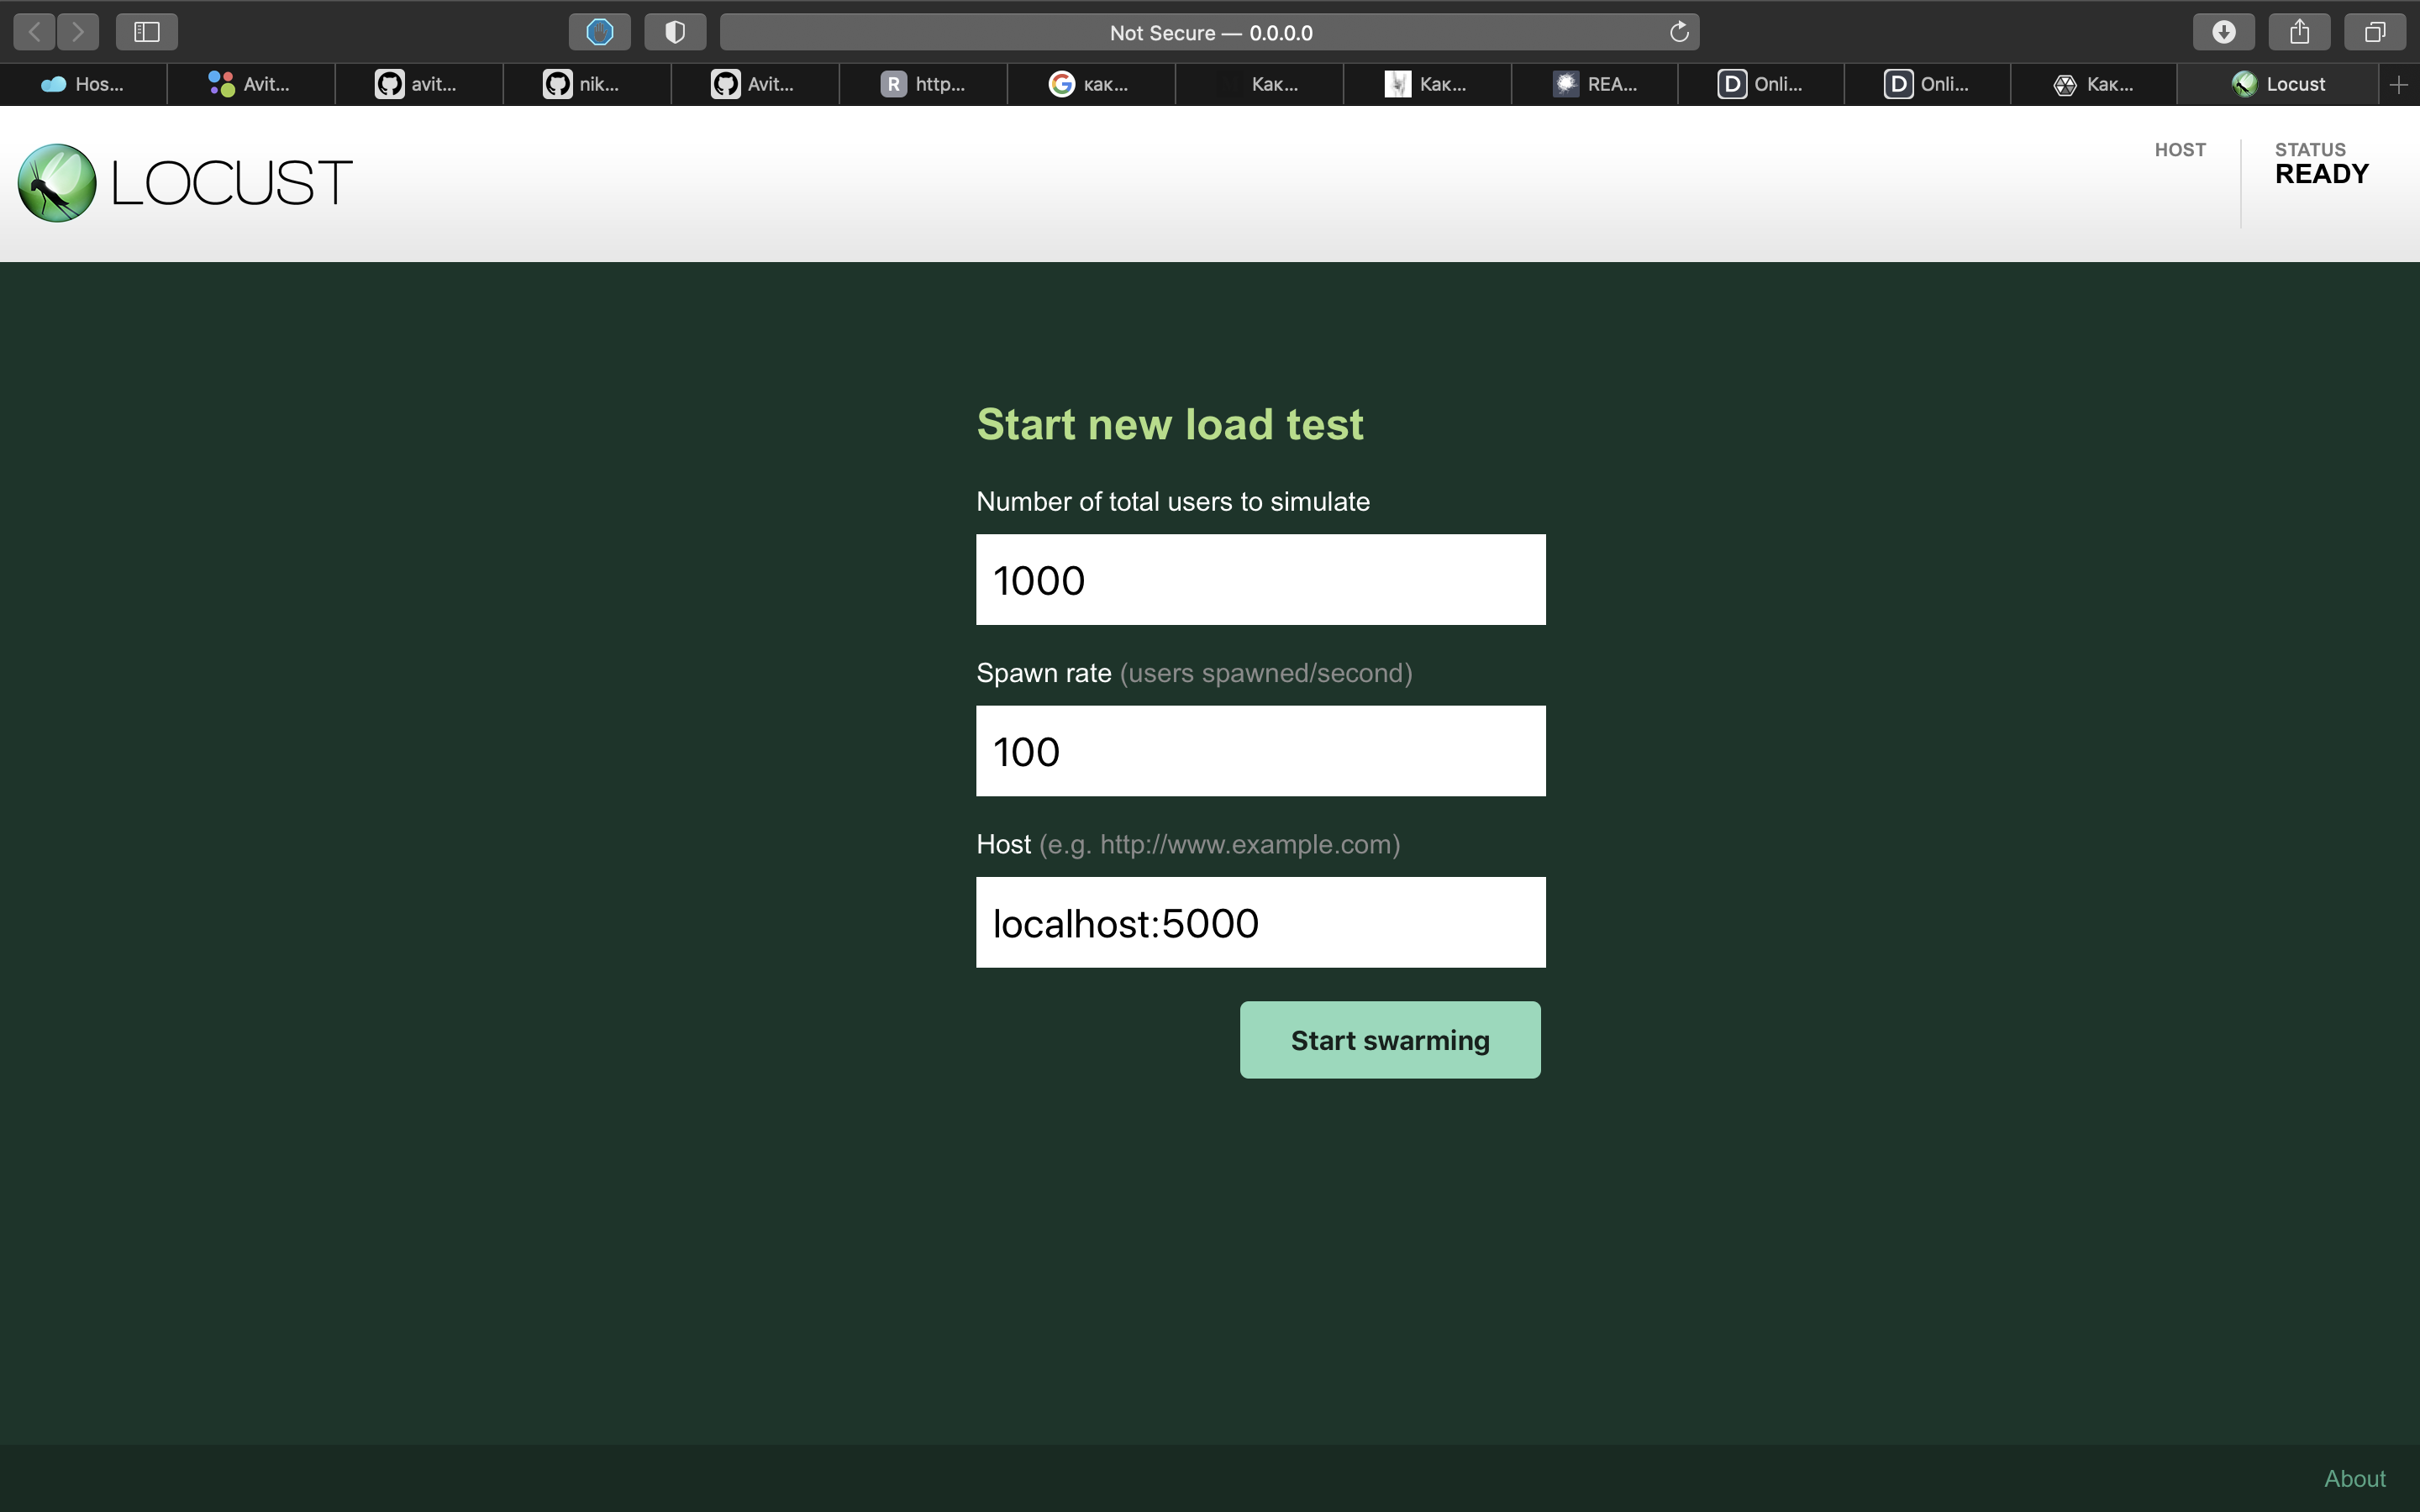 Not Secure — 0.0.0.0
Hos...
Avit...
avit...
nik...
Avit...
R http...
G как...
Как...
Как...
REA...
D Onli...
D Onli...
Как...
Locust
LOCUST
HOST
STATUS
READY
Start new load test
Number of total users to simulate
1000
Spawn rate (users spawned/second)
100
Host (e.g. http://www.example.com)
localhost:5000
Start swarming
About